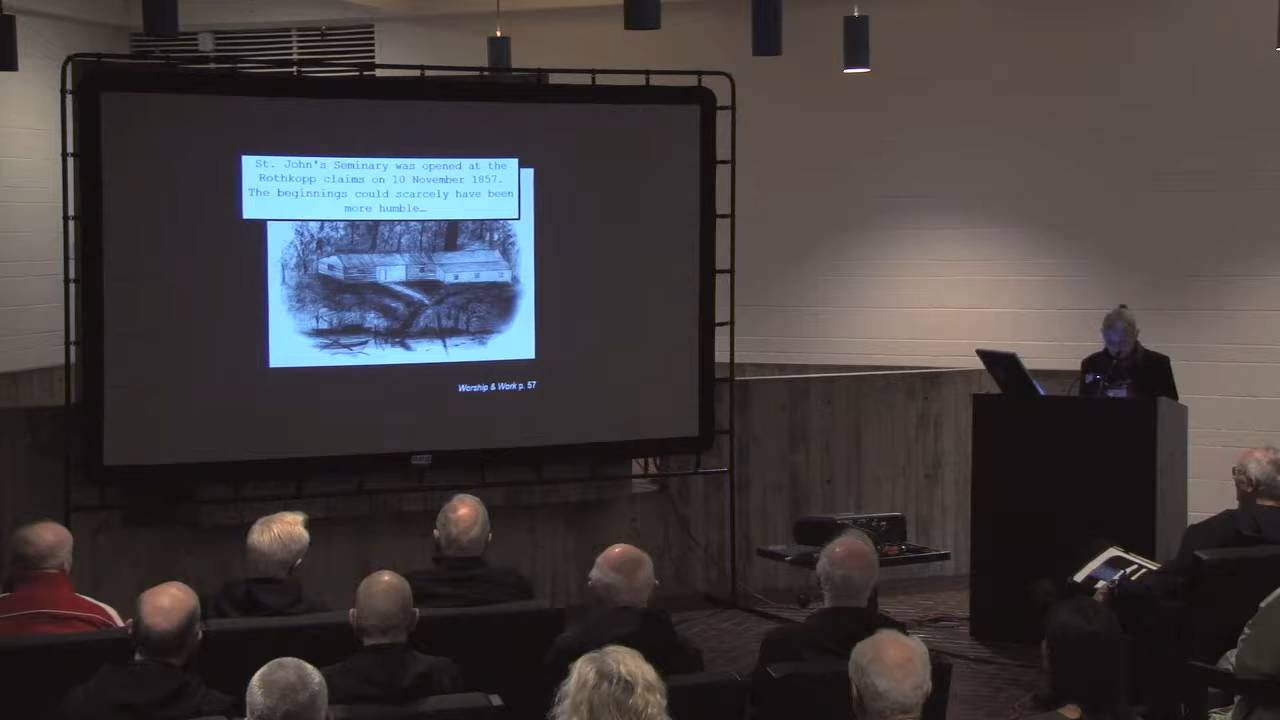 St. John's Seminary was opened at the
Rothkopp claims on 10 November 1857.
The beginnings could scarcely have been
more humble…
Worship & Work p. 57